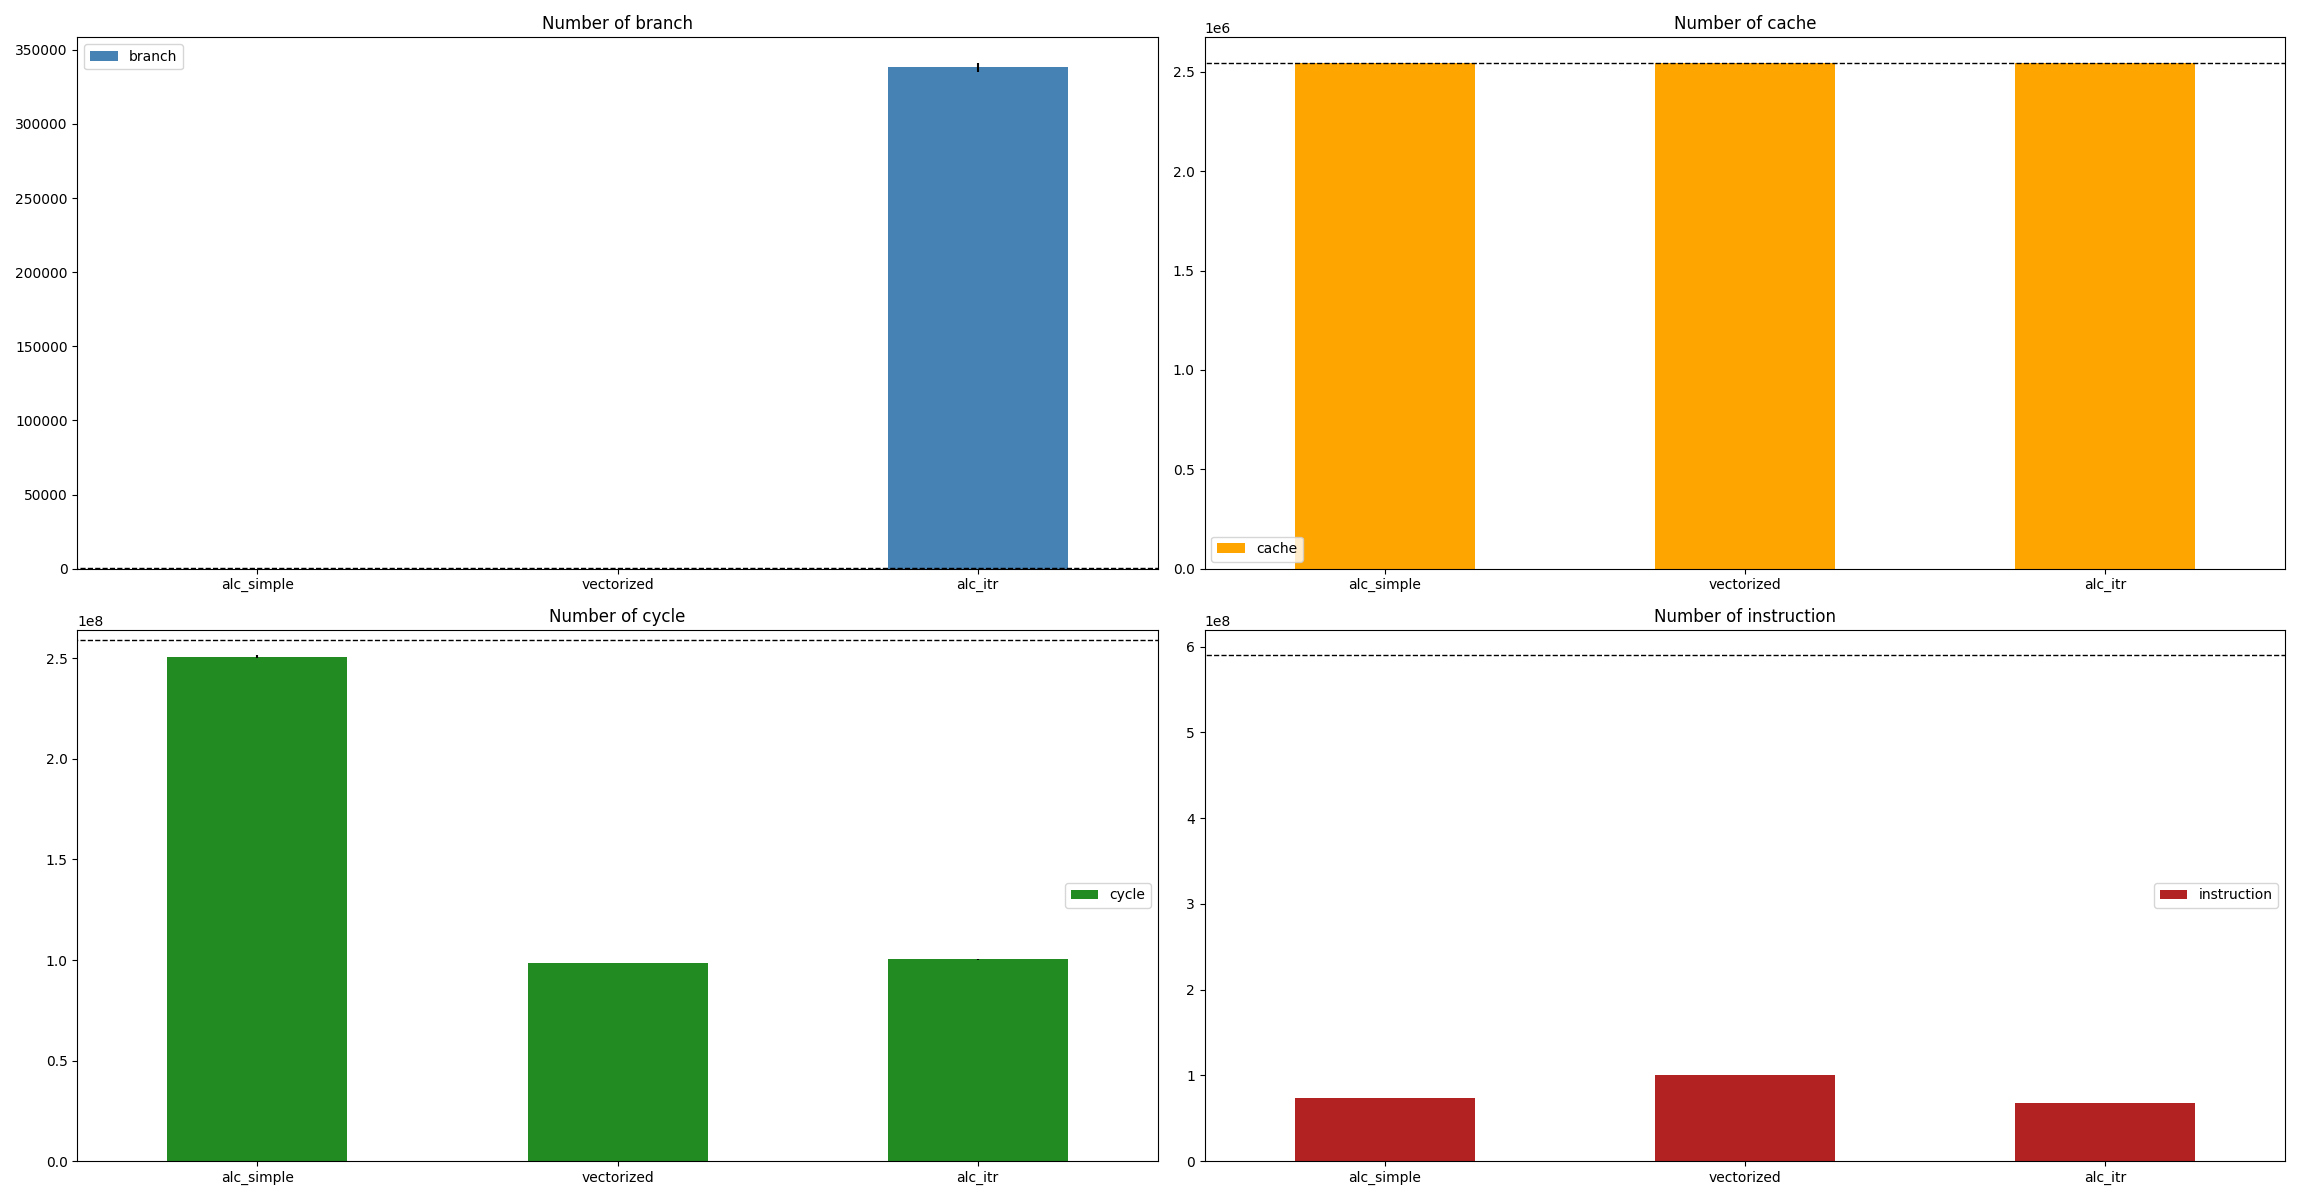 Number of branch
350000
300000
250000
200000
150000
100000
50000
0
branch
alc_simple
vectorized
alc_itr
Number of cache
1e6
2.5
2.0
1.5
1.0
0.5
0.0
cache
alc_simple
vectorized
alc_itr
Number of cycle
1e8
2.5
2.0
1.5
1.0
0.5
0.0
cycle
alc_simple
vectorized
alc_itr
Number of instruction
1e8
6
5
4
3
2
1
0
instruction
alc_simple
vectorized
alc_itr